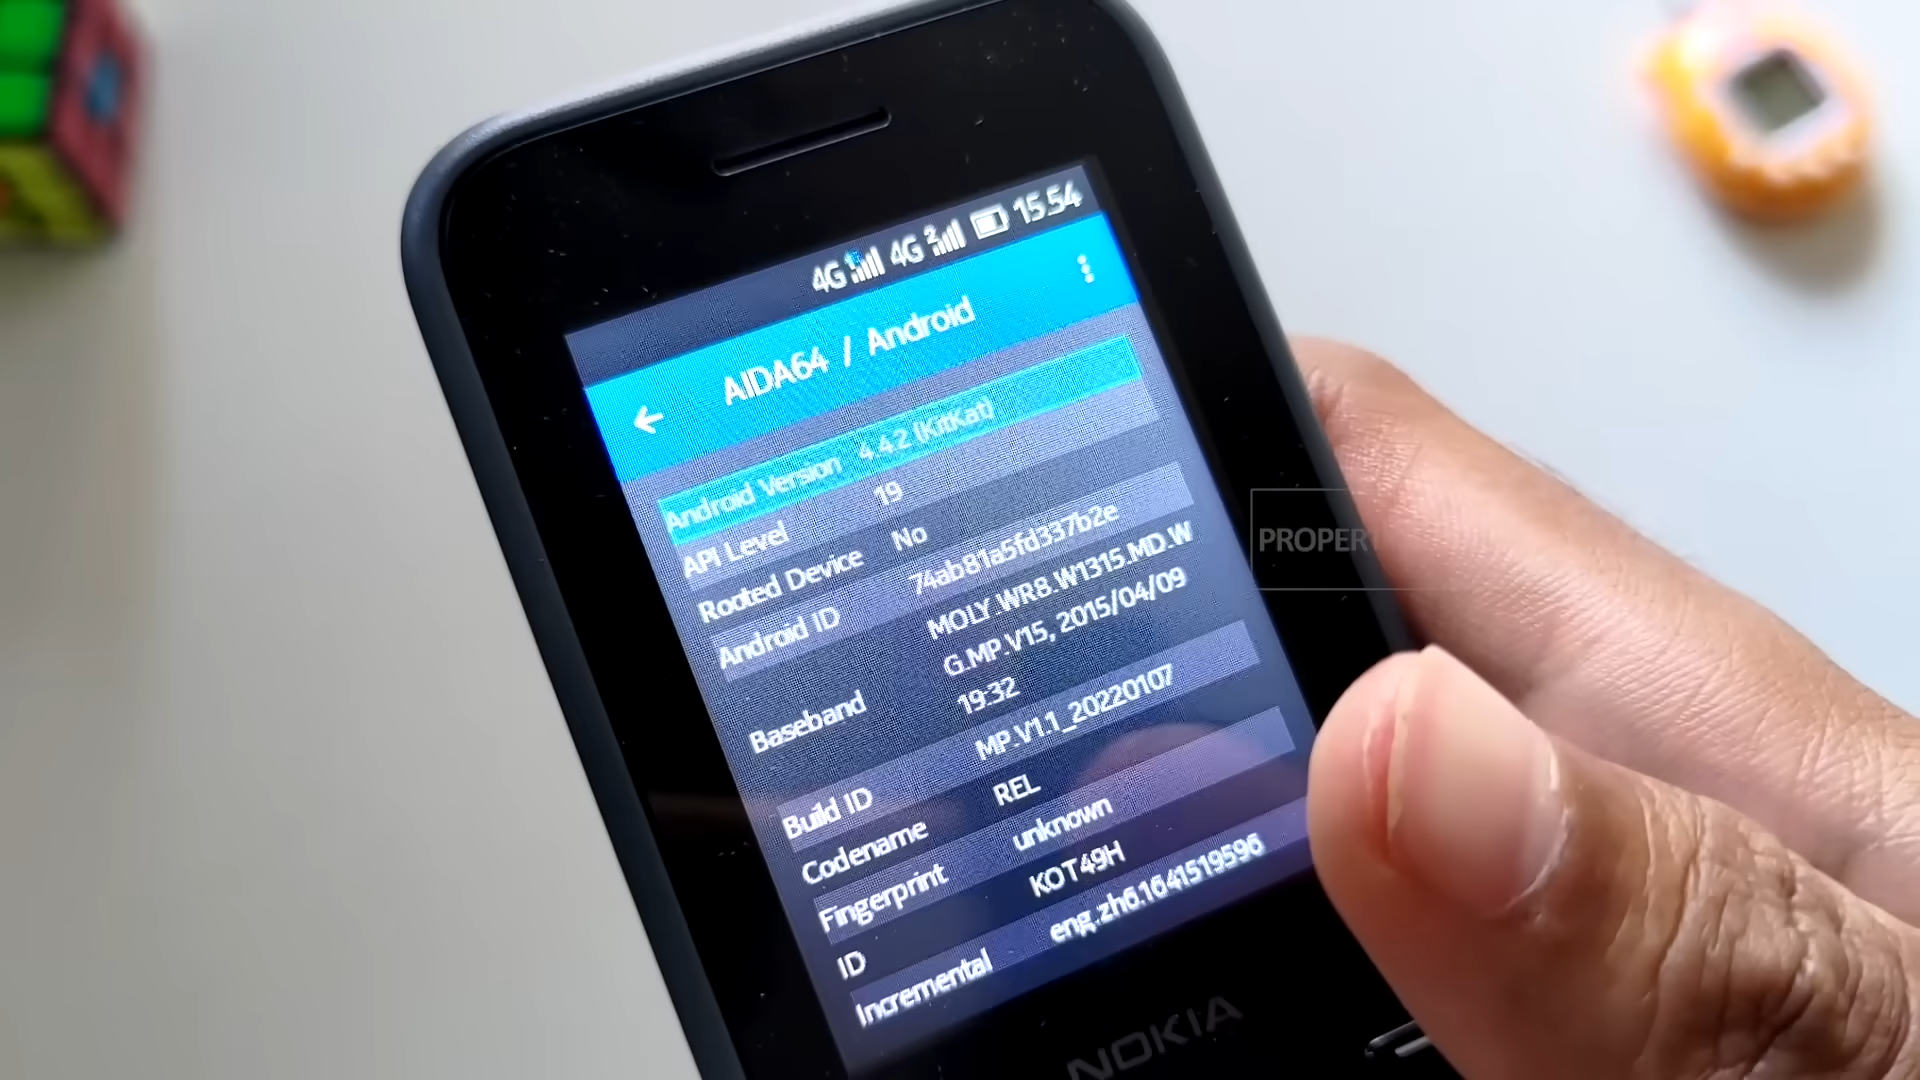 4G 1 4G 2 15.54
AIDA64 / Android
Android Version 4.4.2 (KitKat)
API Level 19
Rooted Device No
Android ID 74ab81a5fd337b2e
Baseband MOLY.WR8.W1315.MD.W
G.MP.V15, 2015/04/09
19:32
Build ID MP.V1.1_20220107
Codename REL
Fingerprint unknown
ID KOT49H
Incremental eng.zh6.1641519596
NOKIA
PROPERT